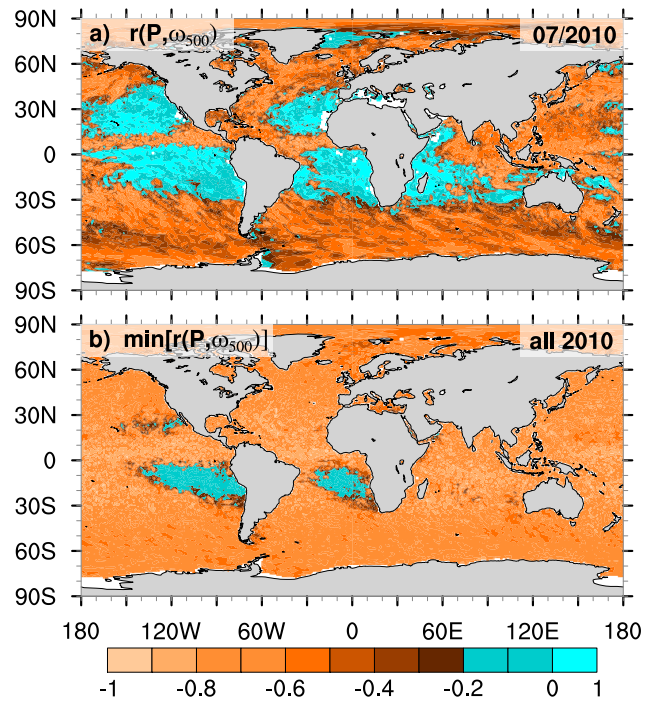 a) r(P,ω500) 07/2010
90N
60N
30N
0
30S
60S
90S
b) min[r(P,ω500)] all 2010
90N
60N
30N
0
30S
60S
90S
180 120W 60W 0 60E 120E 180
-1 -0.8 -0.6 -0.4 -0.2 0 1